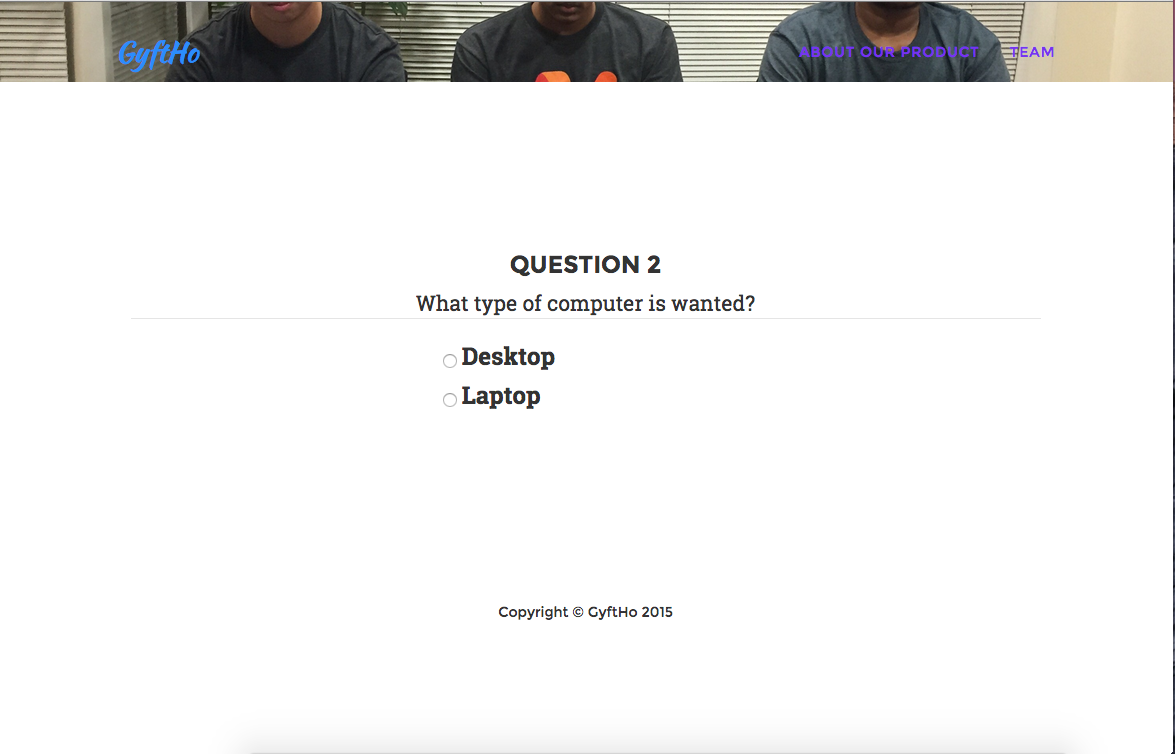 GyftHo
ABOUT OUR PRODUCT TEAM
QUESTION 2
What type of computer is wanted?
Desktop
Laptop
Copyright © GyftHo 2015